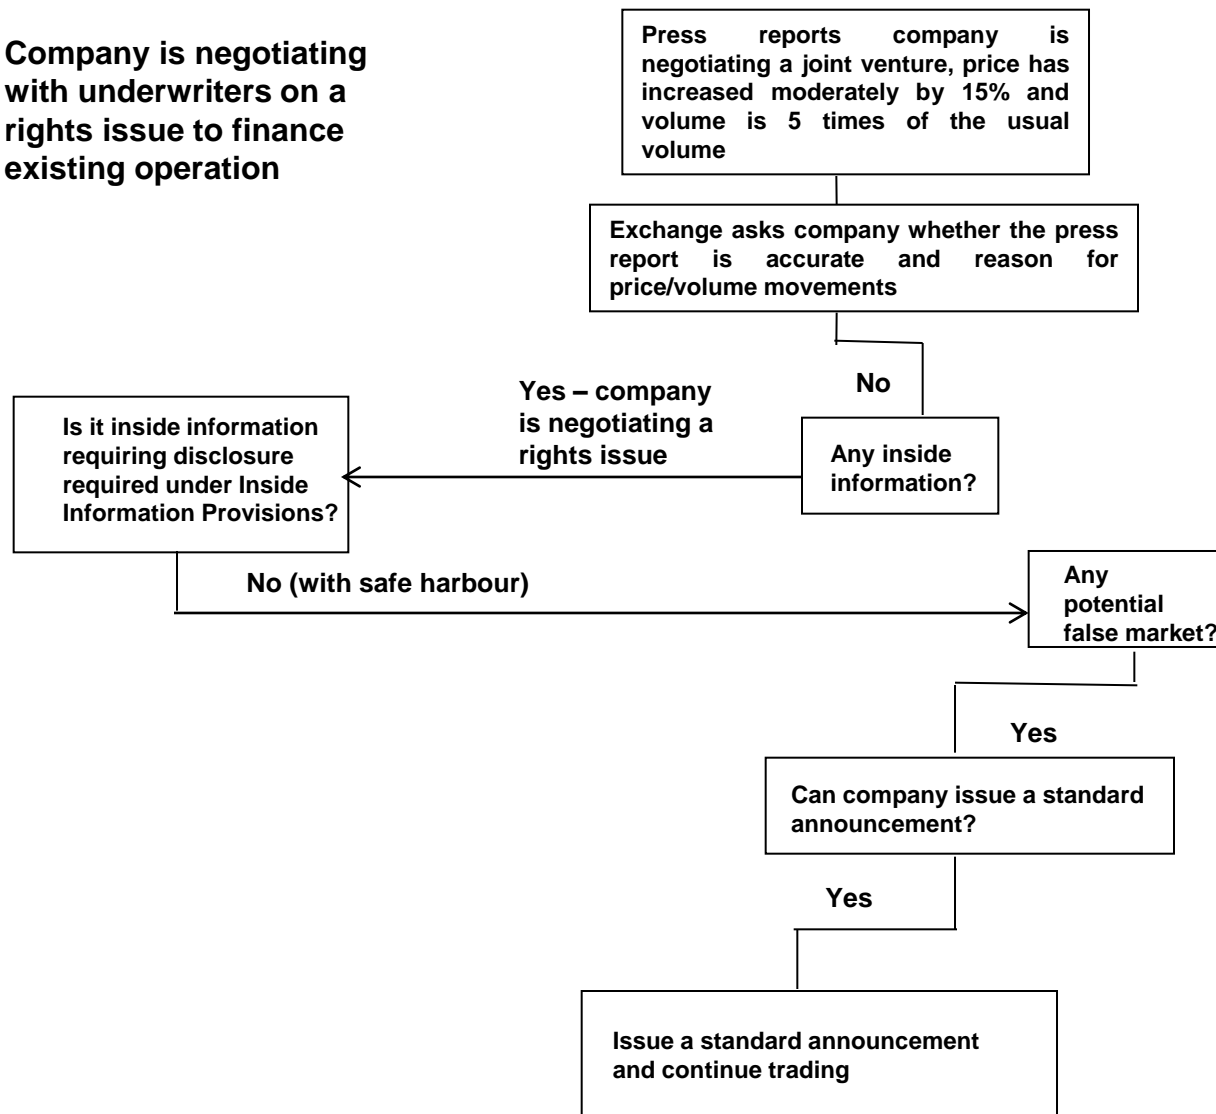 Company is negotiating
with underwriters on a
rights issue to finance
existing operation
Press reports company is
negotiating a joint venture, price has
increased moderately by 15% and
volume is 5 times of the usual
volume
Exchange asks company whether the press
report is accurate and reason for
price/volume movements
No
Any inside
information?
Yes – company
is negotiating a
rights issue
Is it inside information
requiring disclosure
required under Inside
Information Provisions?
No (with safe harbour)
Any
potential
false market?
Yes
Can company issue a standard
announcement?
Yes
Issue a standard announcement
and continue trading